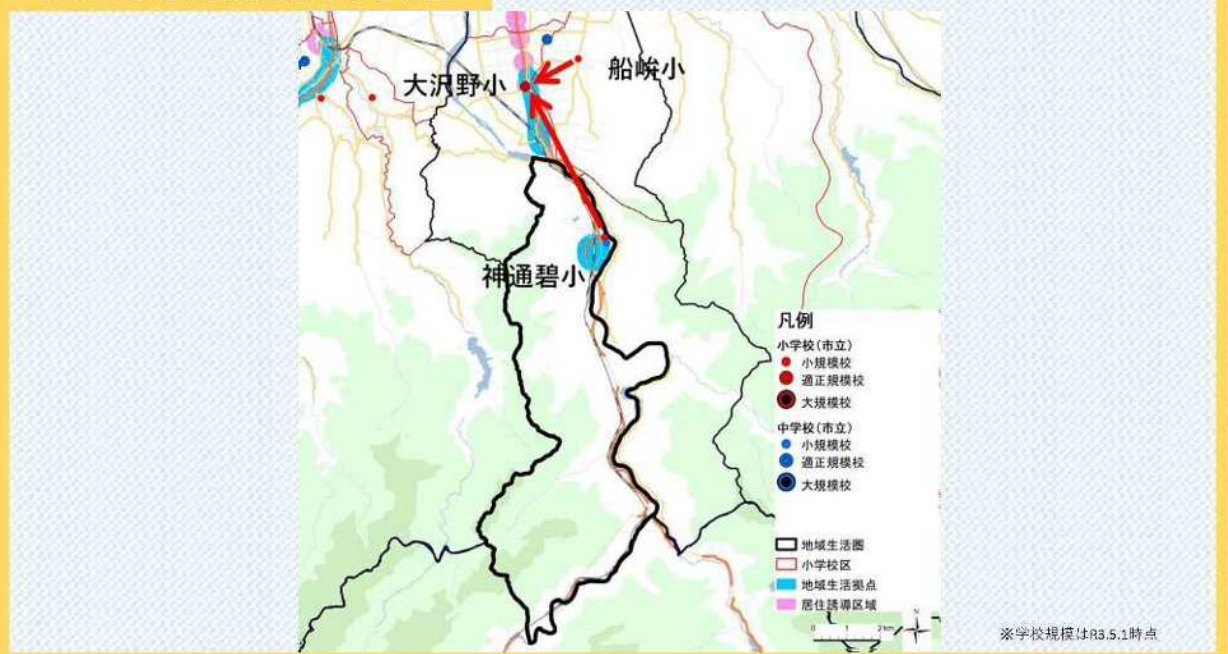 大沢野小
船峅小
神通碧小
凡例
小学校(市立)
小規模校
適正規模校
大規模校
中学校(市立)
小規模校
適正規模校
大規模校
地域生活圏
小学校区
地域生活拠点
居住誘導区域
0 1 2km
N
※学校規模はR3.5.1時点